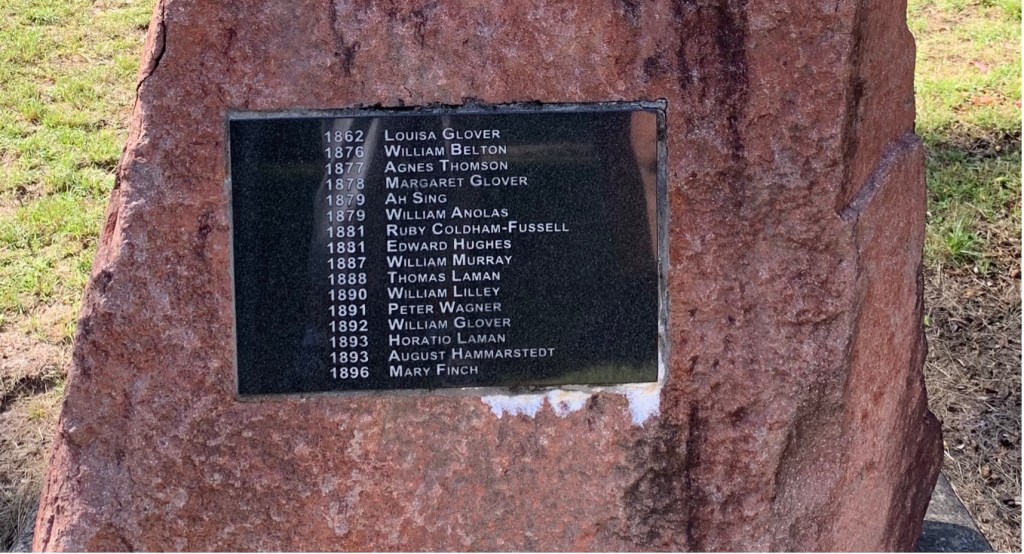 1862 Louisa Glover
1876 William Belton
1877 Agnes Thomson
1878 Margaret Glover
1879 Ah Sing
1879 William Anolas
1881 Ruby Coldham-Fussell
1881 Edward Hughes
1887 William Murray
1888 Thomas Laman
1890 William Lilley
1891 Peter Wagner
1892 William Glover
1893 Horatio Laman
1893 August Hammarstedt
1896 Mary Finch